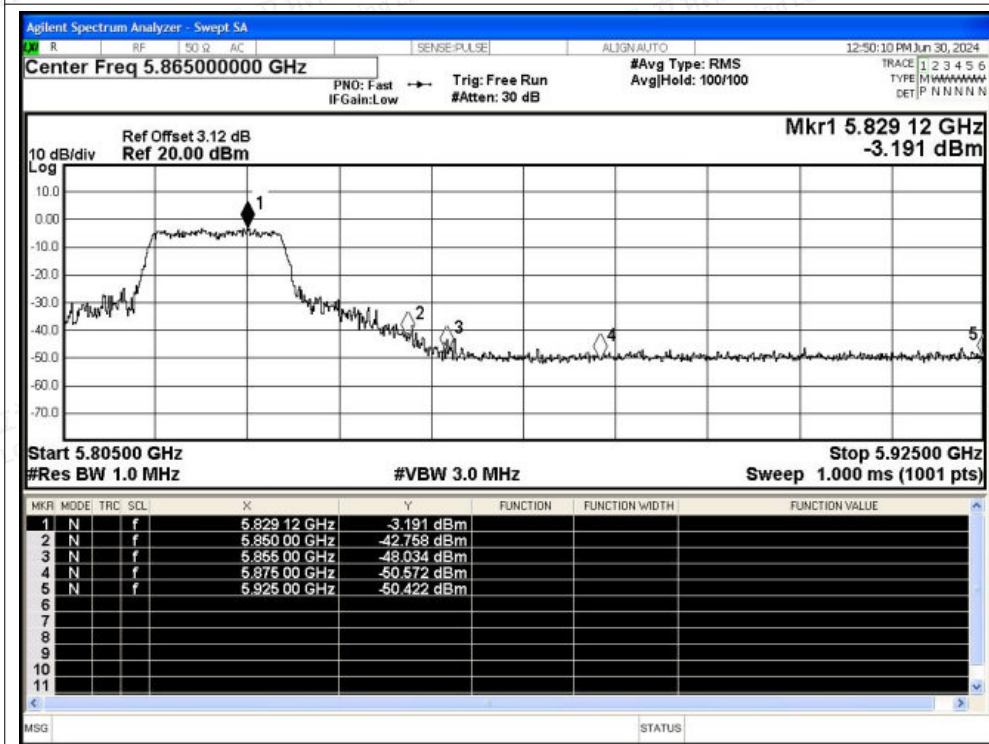 Agilent Spectrum Analyzer - Swept SA
LXI R RF 50 Ω AC SENSE:PULSE ALIGNAUTO 12:50:10 PM Jun 30, 2024
Center Freq 5.865000000 GHz
PNO: Fast
IFGain:Low
Trig: Free Run
#Atten: 30 dB
#Avg Type: RMS
Avg|Hold: 100/100
TRACE 1 2 3 4 5 6
TYPE M WWWWW
DET P N N N N N
Mkr1 5.829 12 GHz
-3.191 dBm
Ref Offset 3.12 dB
10 dB/div Ref 20.00 dBm
Log
1
10.0
0.00
-10.0
-20.0
-30.0
2
3
4
5
-40.0
-50.0
-60.0
-70.0
Start 5.80500 GHz Stop 5.92500 GHz
#Res BW 1.0 MHz #VBW 3.0 MHz Sweep 1.000 ms (1001 pts)
MKR MODE TRC SCL X Y FUNCTION FUNCTION WIDTH FUNCTION VALUE
1 N f 5.829 12 GHz -3.191 dBm
2 N f 5.850 00 GHz -42.758 dBm
3 N f 5.855 00 GHz -48.034 dBm
4 N f 5.875 00 GHz -50.572 dBm
5 N f 5.925 00 GHz -50.422 dBm
6
7
8
9
10
11
MSG STATUS